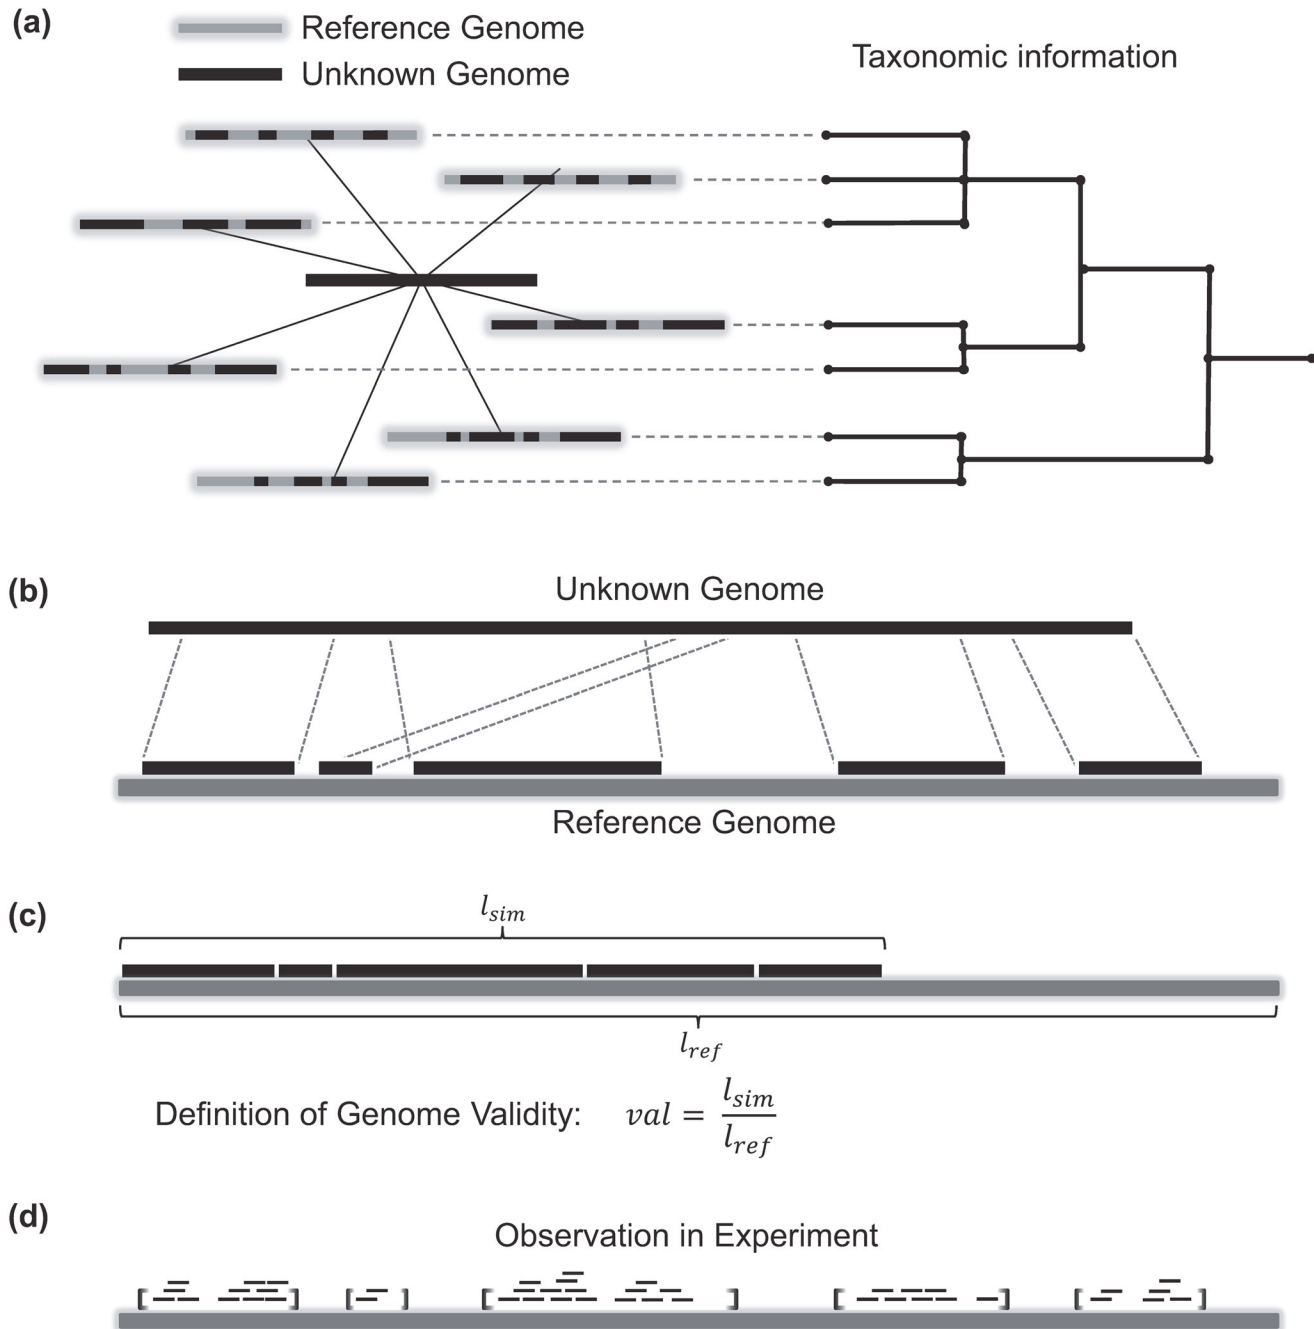 (a)
Reference Genome
Unknown Genome
Taxonomic information
(b)
Unknown Genome
Reference Genome
(c)
l_sim
l_ref
Definition of Genome Validity: val = l_sim / l_ref
(d)
Observation in Experiment